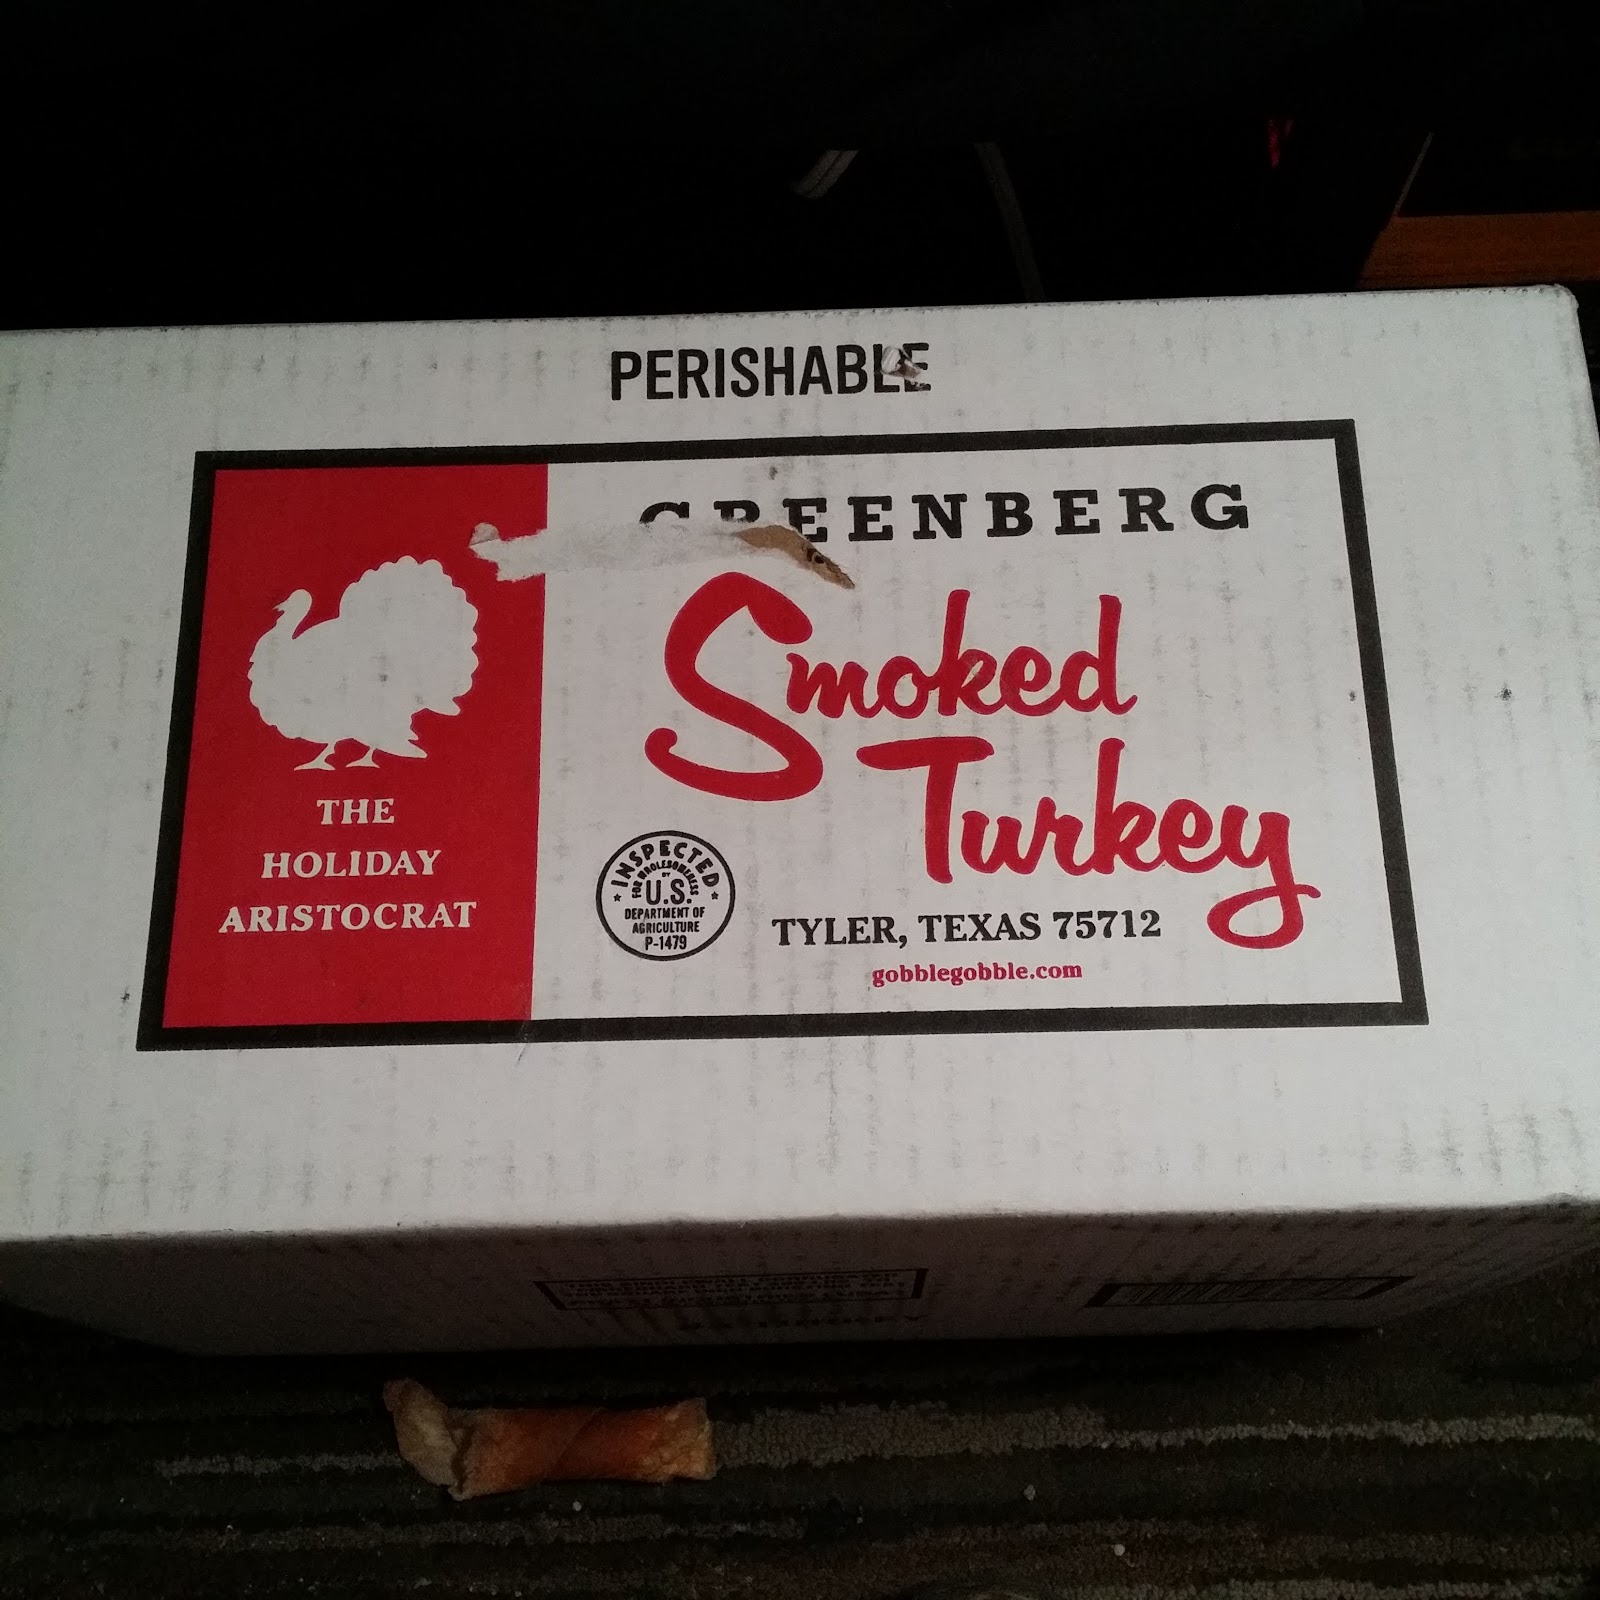 PERISHABLE
GREENBERG
Smoked
Turkey
THE
HOLIDAY
ARISTOCRAT
INSPECTED
FOR WHOLESOMENESS
BY
U.S.
DEPARTMENT OF
AGRICULTURE
P-1479
TYLER, TEXAS 75712
gobblegobble.com